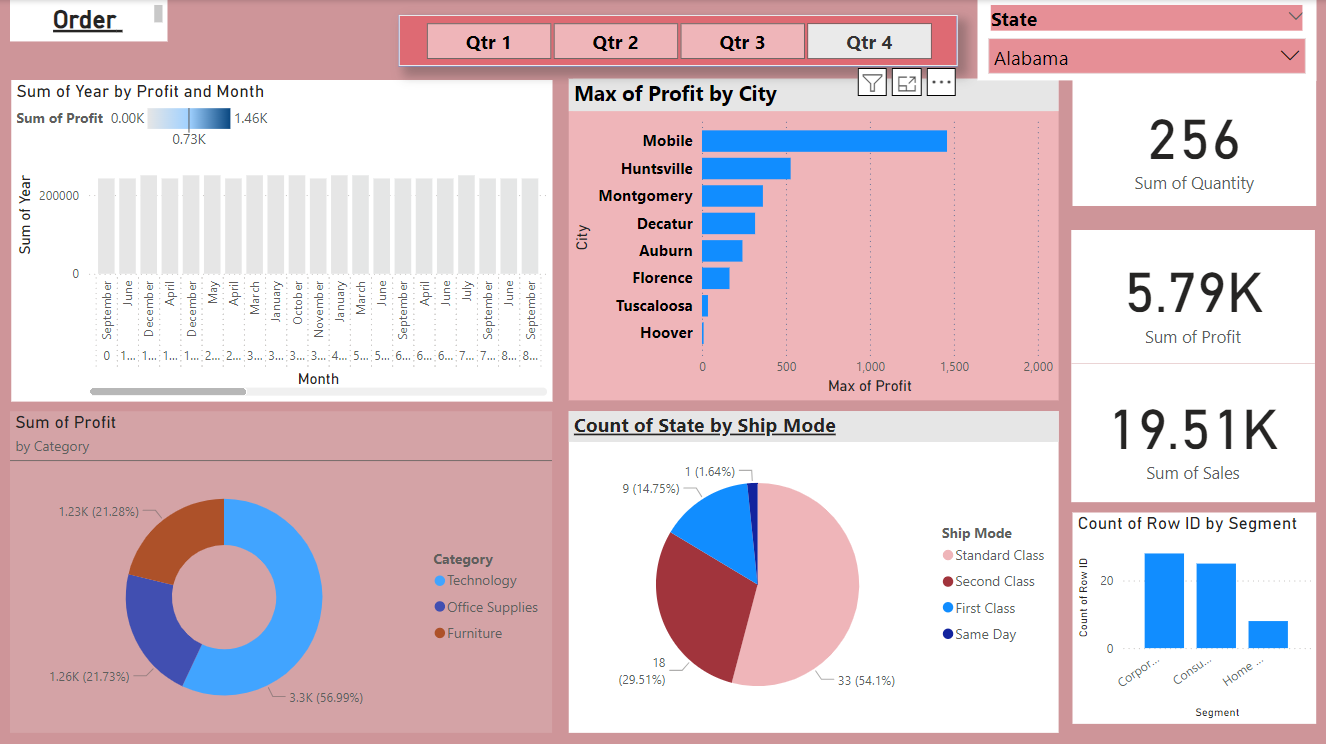 Order
Qtr 1
Qtr 2
Qtr 3
Qtr 4
State
Alabama
Sum of Year by Profit and Month
Sum of Profit 0.00K 1.46K
0.73K
Sum of Year
200000
0
September
June
December
April
December
May
April
March
January
October
November
January
March
June
September
April
June
July
September
June
September
0 1... 1... 1... 1... 2... 2... 3... 3... 3... 3... 4... 5... 5... 6... 6... 6... 7... 7... 8... 8...
Month
Max of Profit by City
City
Mobile
Huntsville
Montgomery
Decatur
Auburn
Florence
Tuscaloosa
Hoover
0 500 1,000 1,500 2,000
Max of Profit
256
Sum of Quantity
5.79K
Sum of Profit
19.51K
Sum of Sales
Sum of Profit
by Category
1.23K (21.28%)
1.26K (21.73%)
3.3K (56.99%)
Category
Technology
Office Supplies
Furniture
Count of State by Ship Mode
1 (1.64%)
9 (14.75%)
18
(29.51%)
33 (54.1%)
Ship Mode
Standard Class
Second Class
First Class
Same Day
Count of Row ID by Segment
Count of Row ID
20
0
Corpor...
Consu...
Home ...
Segment